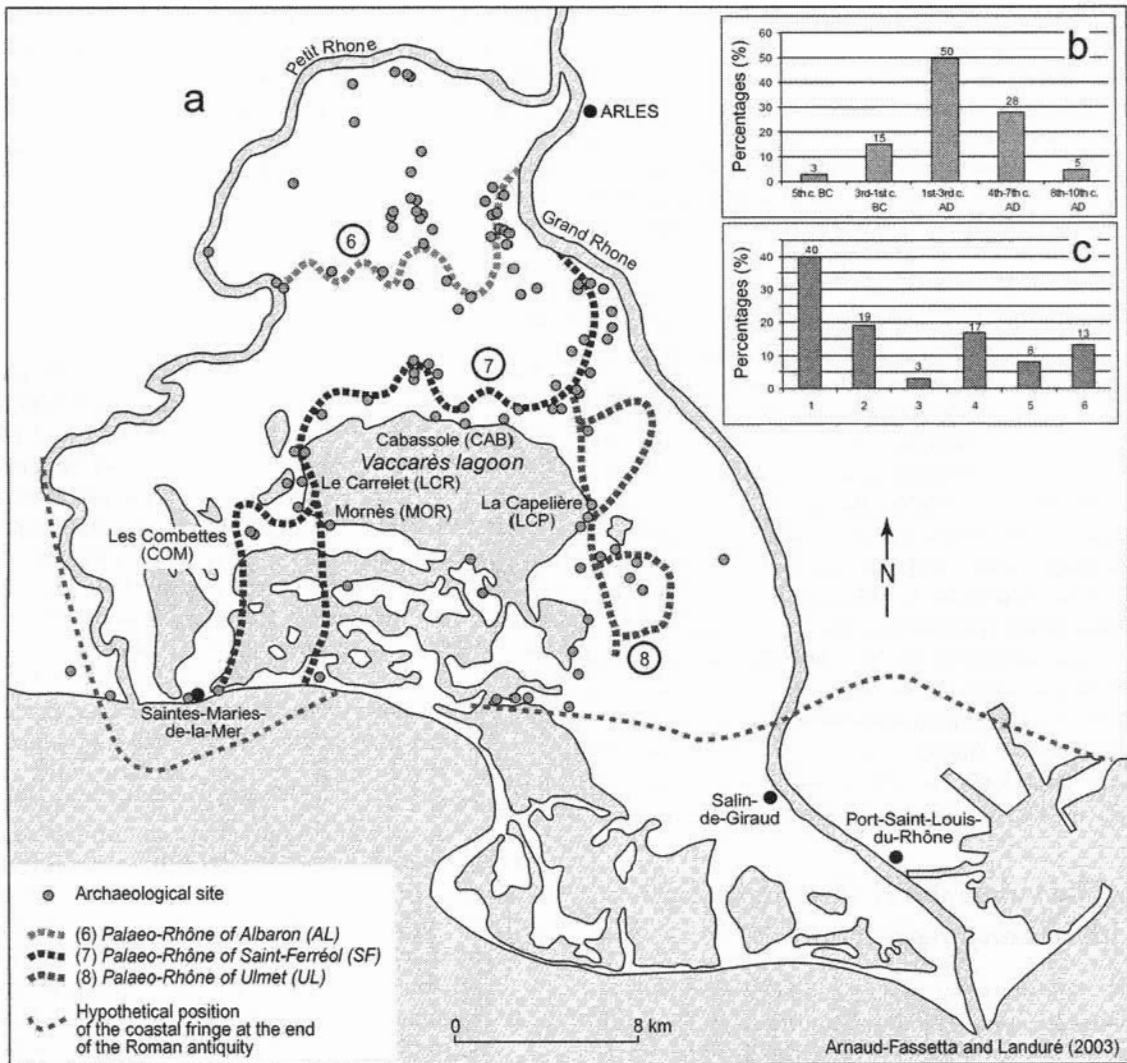 a
Petit Rhone
ARLES
Grand Rhone
6
7
8
Cabassole (CAB)
Vaccarès lagoon
Le Carrelet (LCR)
Mornès (MOR)
La Capelière
(LCP)
Les Combettes
(COM)
N
Saintes-Maries-
de-la-Mer
Salin-
de-Giraud
Port-Saint-Louis-
du-Rhône
b
Percentages (%)
60
50
40
30
20
10
0
3
15
50
28
5
5th c. BC
3rd-1st c.
BC
1st-3rd c.
AD
4th-7th c.
AD
8th-10th c.
AD
c
Percentages (%)
40
30
20
10
0
40
19
3
17
8
13
1 2 3 4 5 6
Archaeological site
(6) Palaeo-Rhône of Albaron (AL)
(7) Palaeo-Rhône of Saint-Ferréol (SF)
(8) Palaeo-Rhône of Ulmet (UL)
Hypothetical position
of the coastal fringe at the end
of the Roman antiquity
0 8 km
Arnaud-Fassetta and Landuré (2003)